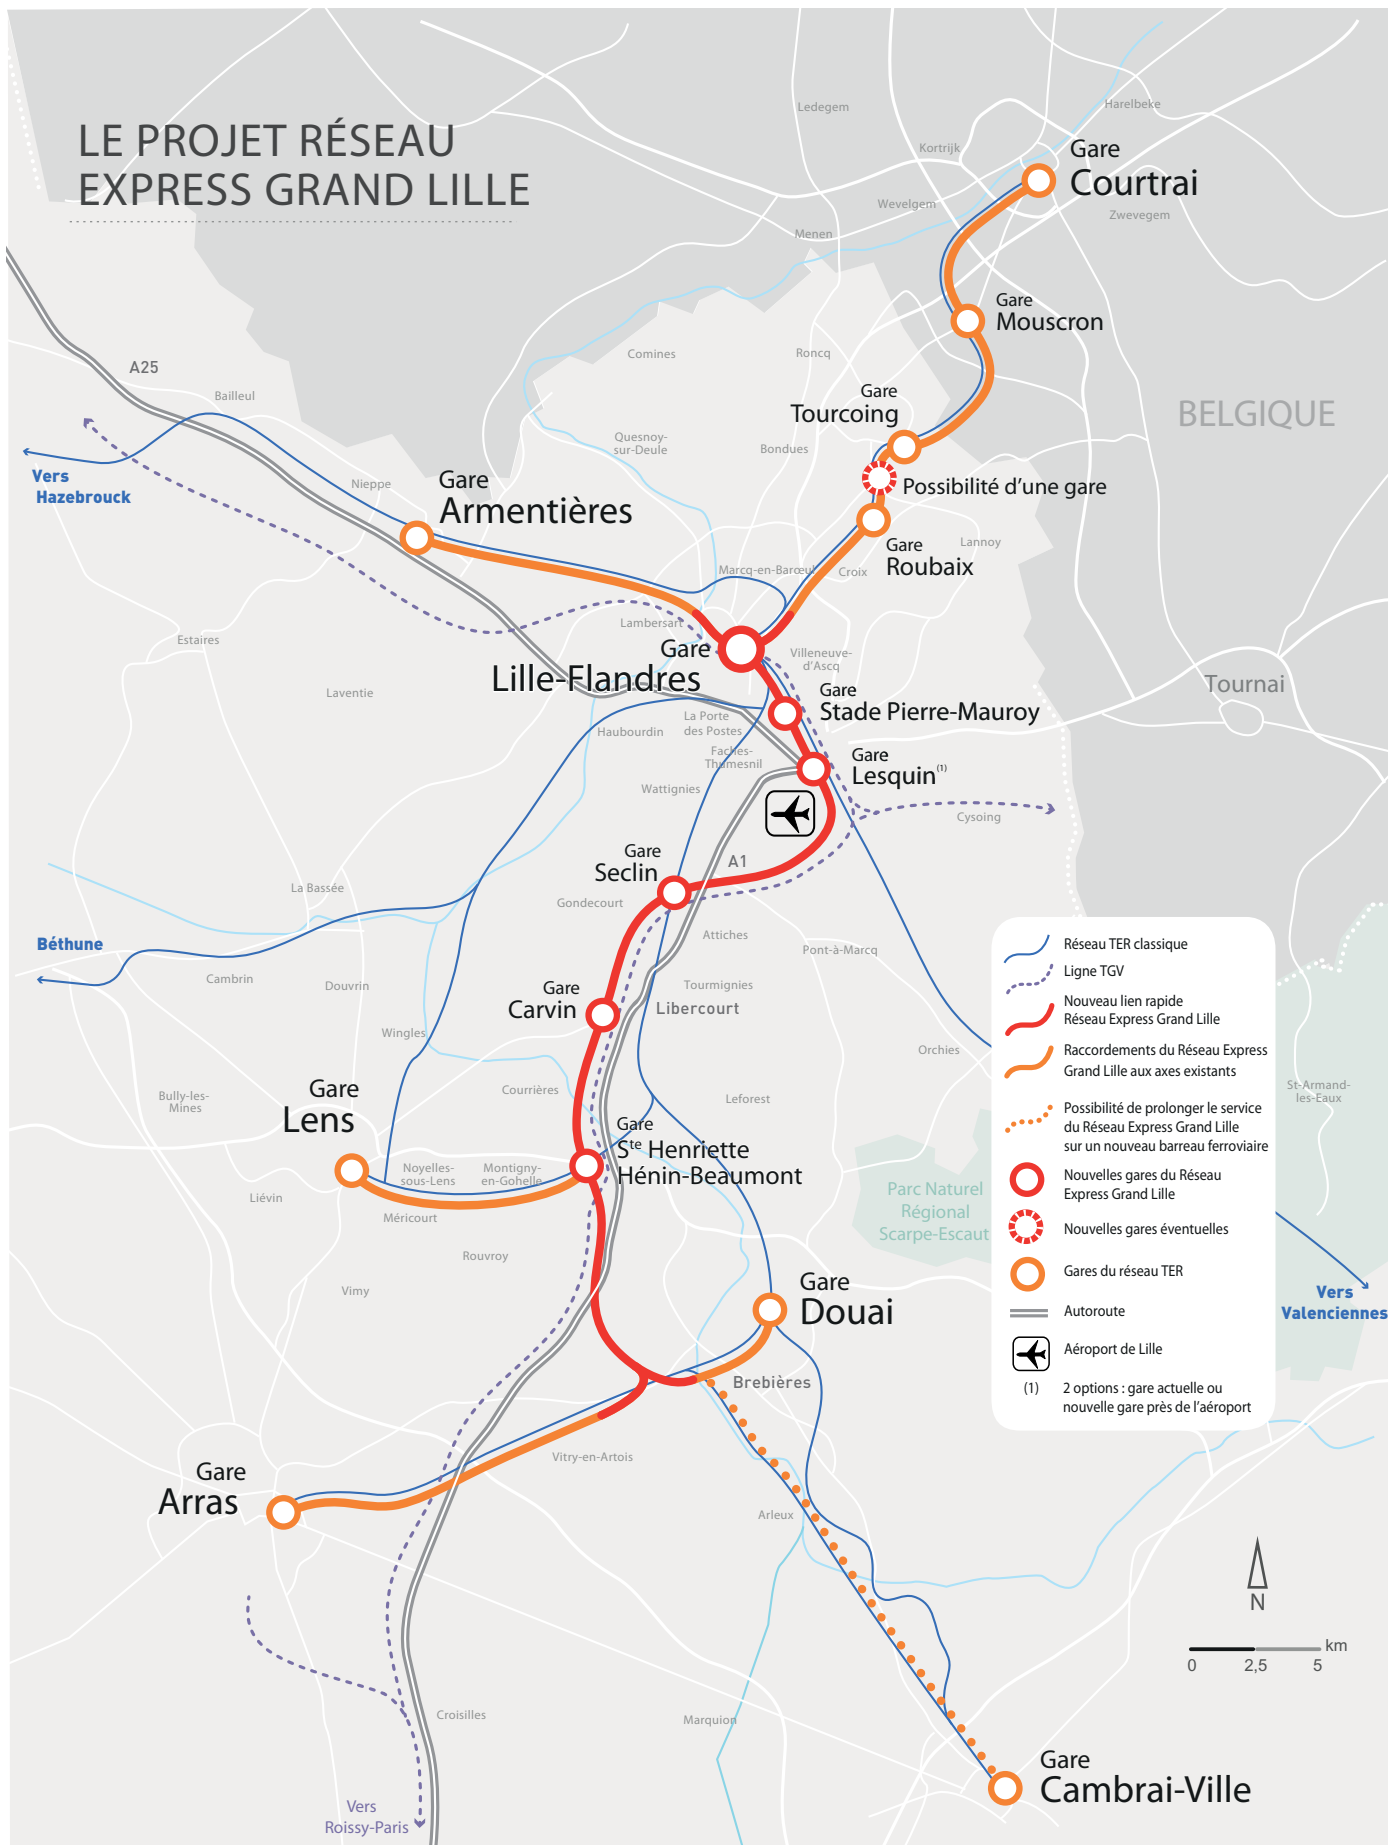 LE PROJET RÉSEAU
EXPRESS GRAND LILLE
Ledegem
Harelbeke
Kortrijk
Gare
Courtrai
Wevelgem
Zwevegem
Menen
Gare
Mouscron
Comines
Roncq
A25
Bailleul
Gare
Tourcoing
BELGIQUE
Quesnoy-
sur-Deule
Bondues
Vers
Hazebrouck
Nieppe
Gare
Armentières
Possibilité d'une gare
Lannoy
Gare
Roubaix
Marcq-en-Barœul
Croix
Estaires
Lambersart
Gare
Lille-Flandres
Villeneuve-
d'Ascq
Laventie
Tournai
Gare
Stade Pierre-Mauroy
La Porte
des Postes
Haubourdin
Faches-
Thumesnil
Gare
Lesquin(1)
Wattignies
Cysoing
Gare
Seclin
A1
La Bassée
Gondecourt
Attiches
Pont-à-Marcq
Béthune
Cambrin
Douvrin
Tourmignies
Gare
Carvin
Libercourt
Wingles
Orchies
Courrières
Leforest
Bully-les-
Mines
Gare
Lens
St-Armand-
les-Eaux
Gare
Ste Henriette
Hénin-Beaumont
Noyelles-
sous-Lens
Montigny-
en-Gohelle
Liévin
Méricourt
Parc Naturel
Régional
Scarpe-Escaut
Rouvroy
Vimy
Gare
Douai
Vers
Valenciennes
Brebières
Vitry-en-Artois
Gare
Arras
Arleux
Croisilles
Marquion
Gare
Cambrai-Ville
Vers
Roissy-Paris
Réseau TER classique
Ligne TGV
Nouveau lien rapide
Réseau Express Grand Lille
Raccordements du Réseau Express
Grand Lille aux axes existants
Possibilité de prolonger le service
du Réseau Express Grand Lille
sur un nouveau barreau ferroviaire
Nouvelles gares du Réseau
Express Grand Lille
Nouvelles gares éventuelles
Gares du réseau TER
Autoroute
Aéroport de Lille
(1) 2 options : gare actuelle ou
nouvelle gare près de l'aéroport
N
km
0 2,5 5